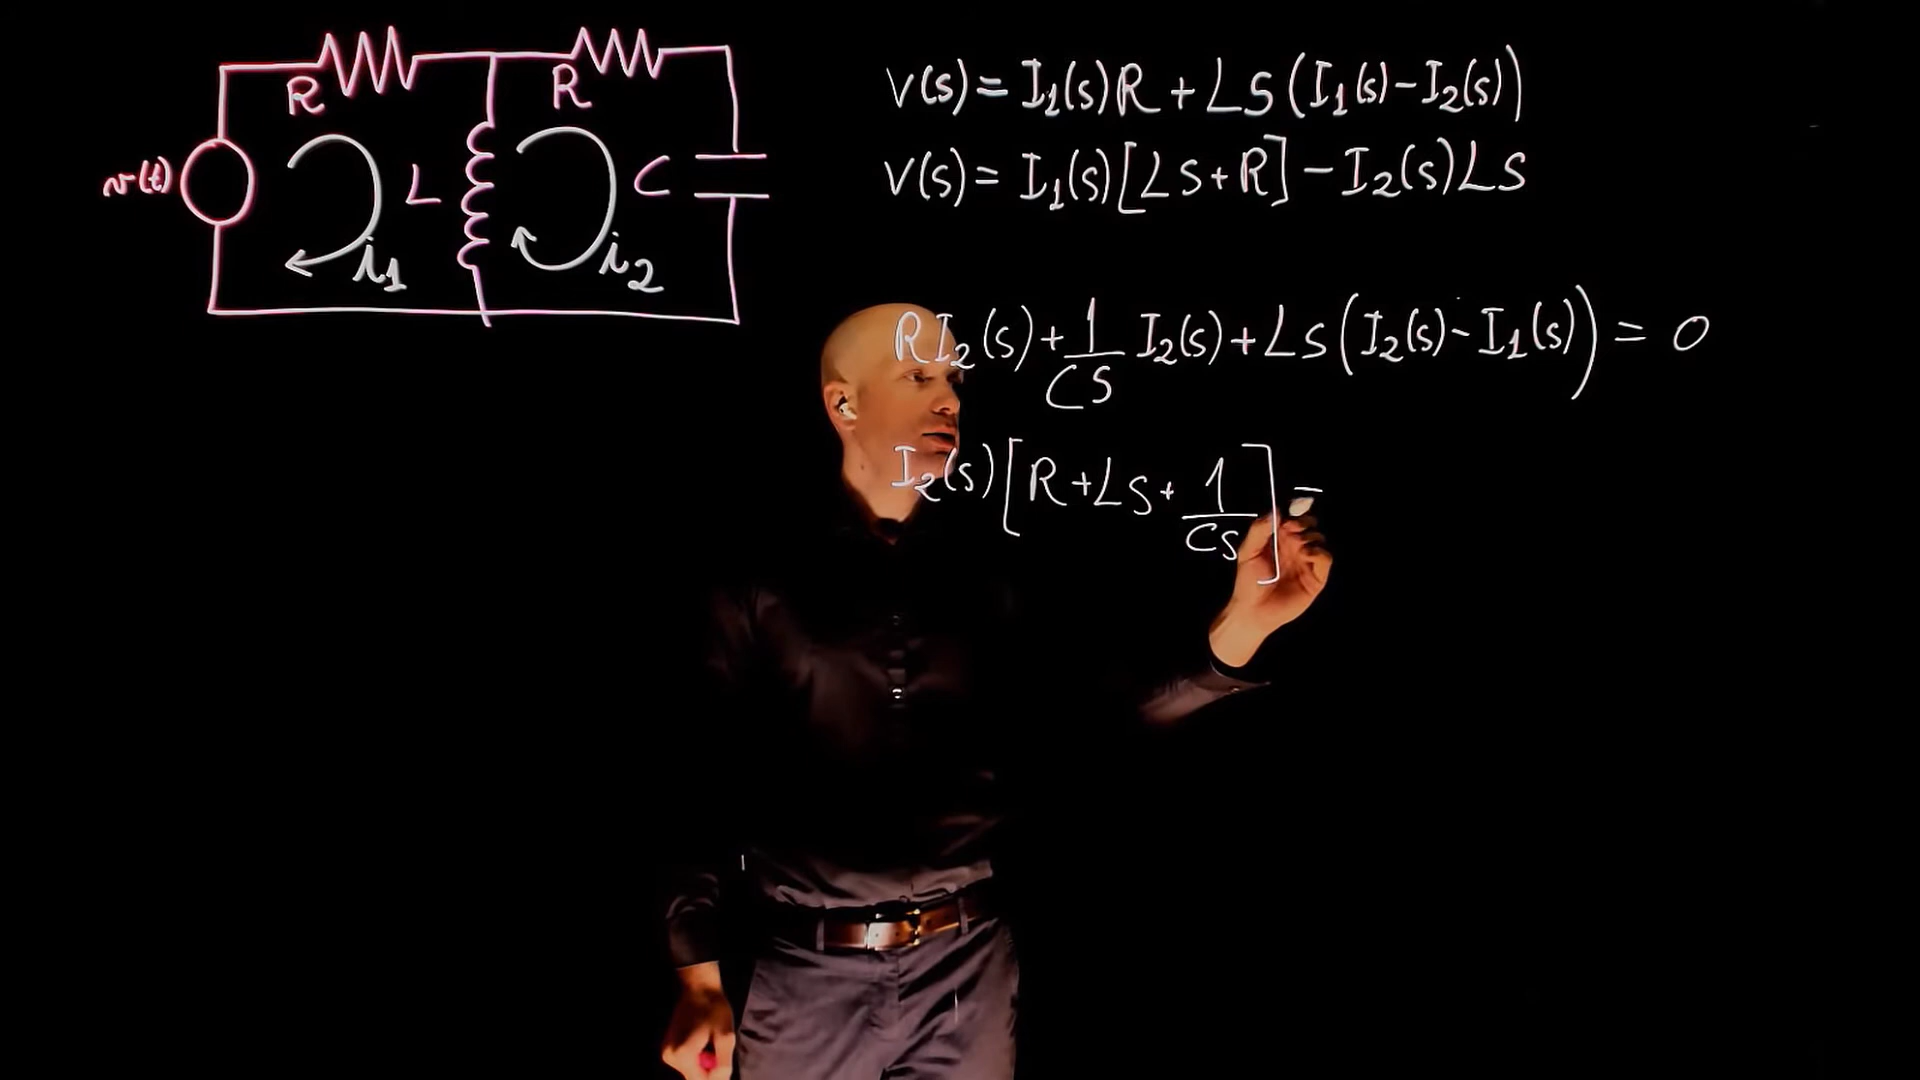 R R
v(t) L C
i1 i2
V(s) = I1(s)R + LS(I1(s) - I2(s))
V(s) = I1(s)[LS + R] - I2(s)LS
RI2(s) + 1/CS I2(s) + LS(I2(s) - I1(s)) = 0
I2(s)[R + LS + 1/CS] =